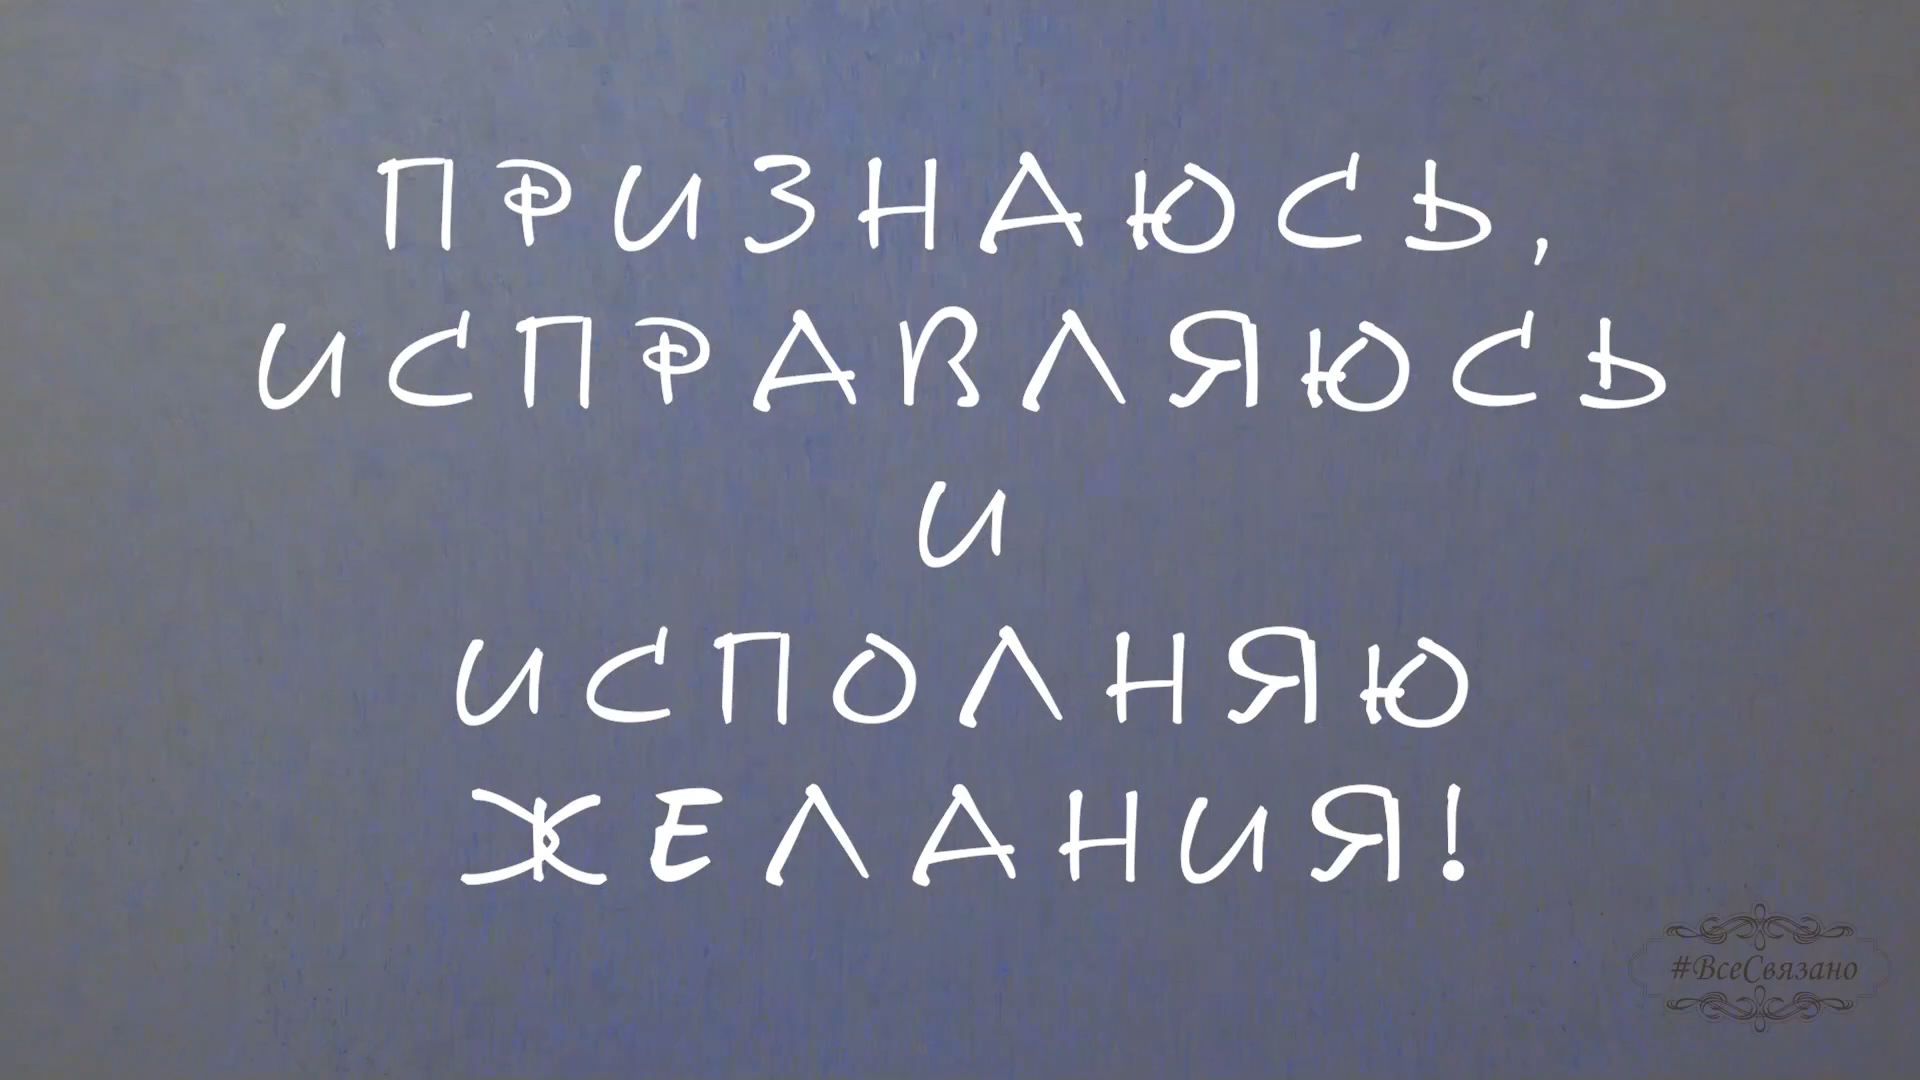 ПРИЗНАЮСЬ,
ИСПРАВЛЯЮСЬ
И
ИСПОЛНЯЮ
ЖЕЛАНИЯ!
#ВсеСвязано